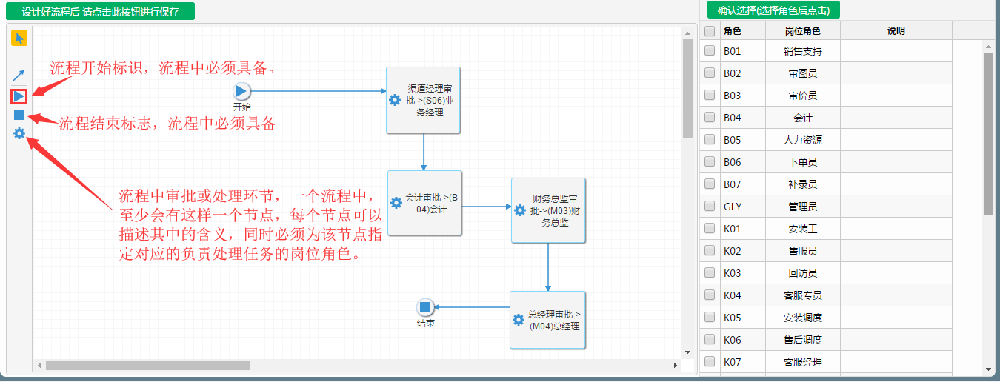 设计好流程后 请点击此按钮进行保存
流程开始标识，流程中必须具备。
开始
流程结束标志，流程中必须具备
流程中审批或处理环节，一个流程中，
至少会有这样一个节点，每个节点可以
描述其中的含义，同时必须为该节点指
定对应的负责处理任务的岗位角色。
渠道经理审
批->(S06)业
务经理
会计审批->(B
04)会计
财务总监审
批->(M03)财
务总监
总经理审批->
(M04)总经理
结束
确认选择(选择角色后点击)
角色 岗位角色 说明
B01 销售支持
B02 审图员
B03 审价员
B04 会计
B05 人力资源
B06 下单员
B07 补录员
GLY 管理员
K01 安装工
K02 售服员
K03 回访员
K04 客服专员
K05 安装调度
K06 售后调度
K07 客服经理